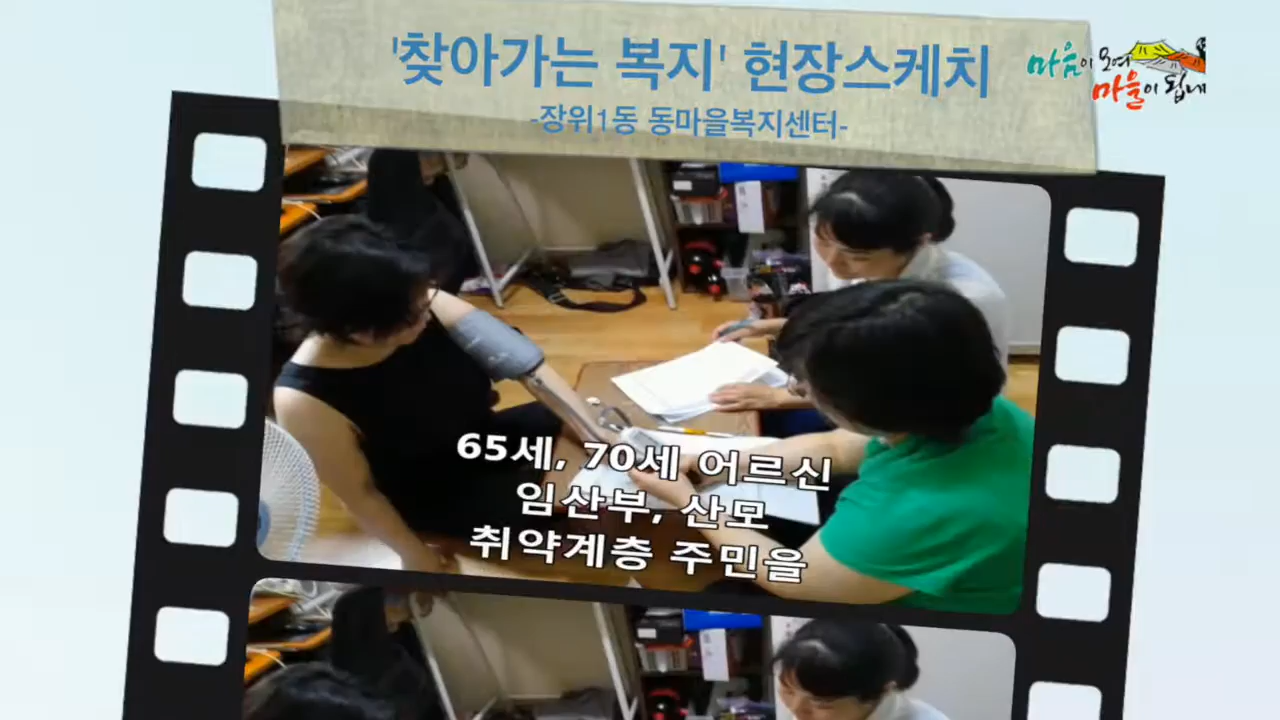 '찾아가는 복지' 현장스케치
-장위1동 동마을복지센터-
마음이 모여
마을이 됩니다
65세, 70세 어르신
임산부, 산모
취약계층 주민을